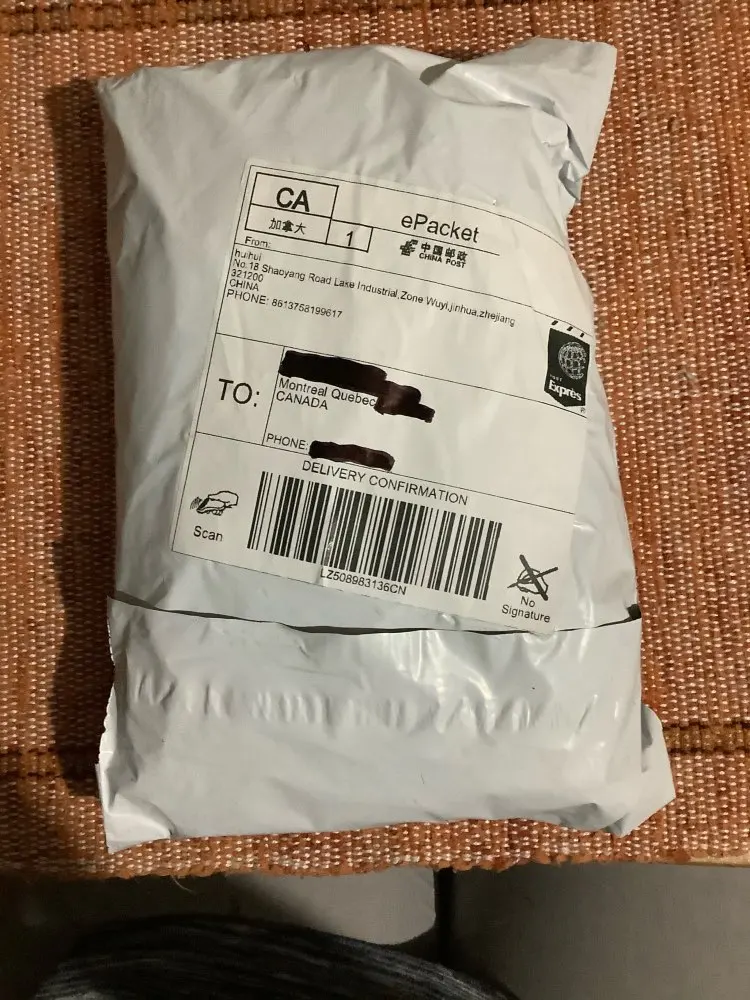 CA
加拿大
1
ePacket
中国邮政
CHINA POST
From:
huihui
No.18 Shaoyang Road Lake Industrial,Zone Wuyi,jinhua,zhejiang
321200
CHINA
PHONE: 8613758199617
Exprès
TO:
Montreal Quebec
CANADA
PHONE:
DELIVERY CONFIRMATION
Scan
LZ508983136CN
No
Signature